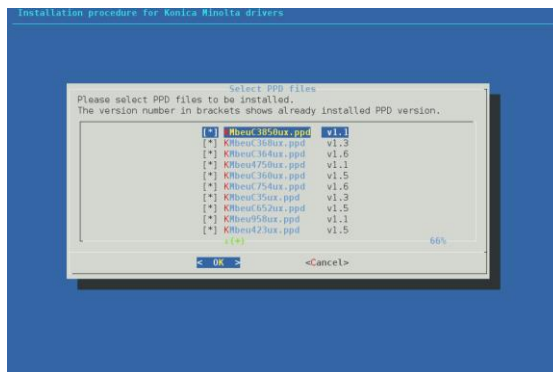 Installation procedure for Konica Minolta drivers
Select PPD files
Please select PPD files to be installed.
The version number in brackets shows already installed PPD version.
[*] KMbeuC3850ux.ppd v1.1
[*] KMbeuC368ux.ppd v1.3
[*] KMbeuC364ux.ppd v1.6
[*] KMbeu4750ux.ppd v1.1
[*] KMbeuC360ux.ppd v1.5
[*] KMbeuC754ux.ppd v1.6
[*] KMbeuC35ux.ppd v1.3
[*] KMbeuC652ux.ppd v1.5
[*] KMbeu958ux.ppd v1.1
[*] KMbeu423ux.ppd v1.5
↓(+) 66%
< OK > <Cancel>